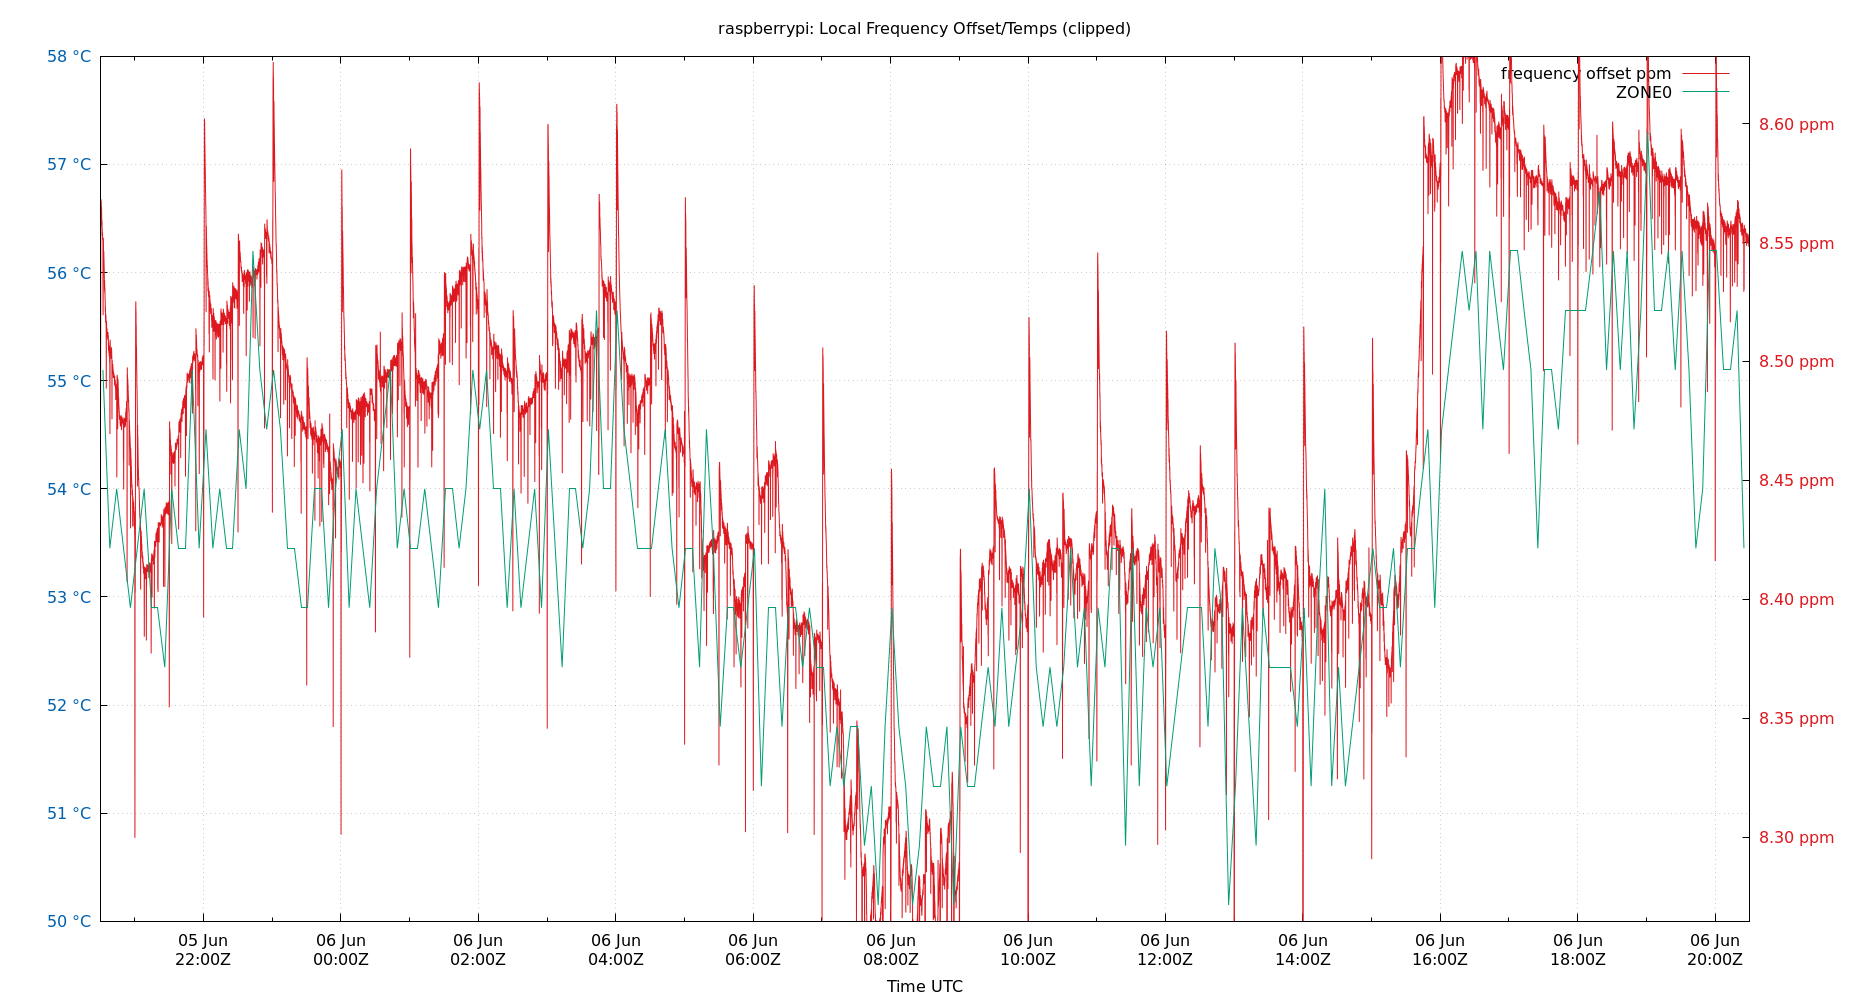 raspberrypi: Local Frequency Offset/Temps (clipped)
58 °C
57 °C
56 °C
55 °C
54 °C
53 °C
52 °C
51 °C
50 °C
frequency offset ppm
ZONE0
8.60 ppm
8.55 ppm
8.50 ppm
8.45 ppm
8.40 ppm
8.35 ppm
8.30 ppm
05 Jun
22:00Z
06 Jun
00:00Z
06 Jun
02:00Z
06 Jun
04:00Z
06 Jun
06:00Z
06 Jun
08:00Z
06 Jun
10:00Z
06 Jun
12:00Z
06 Jun
14:00Z
06 Jun
16:00Z
06 Jun
18:00Z
06 Jun
20:00Z
Time UTC